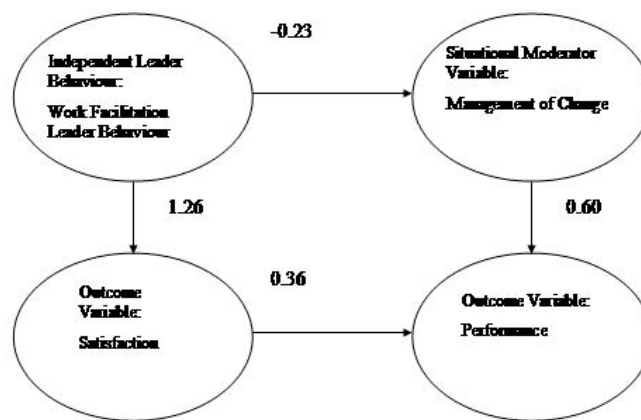 -0.23
Independent Leader
Behaviour:
Work Facilitation
Leader Behaviour
Situational Moderator
Variable:
Management of Change
1.26
0.60
Outcome
Variable:
Satisfaction
0.36
Outcome Variable:
Performance